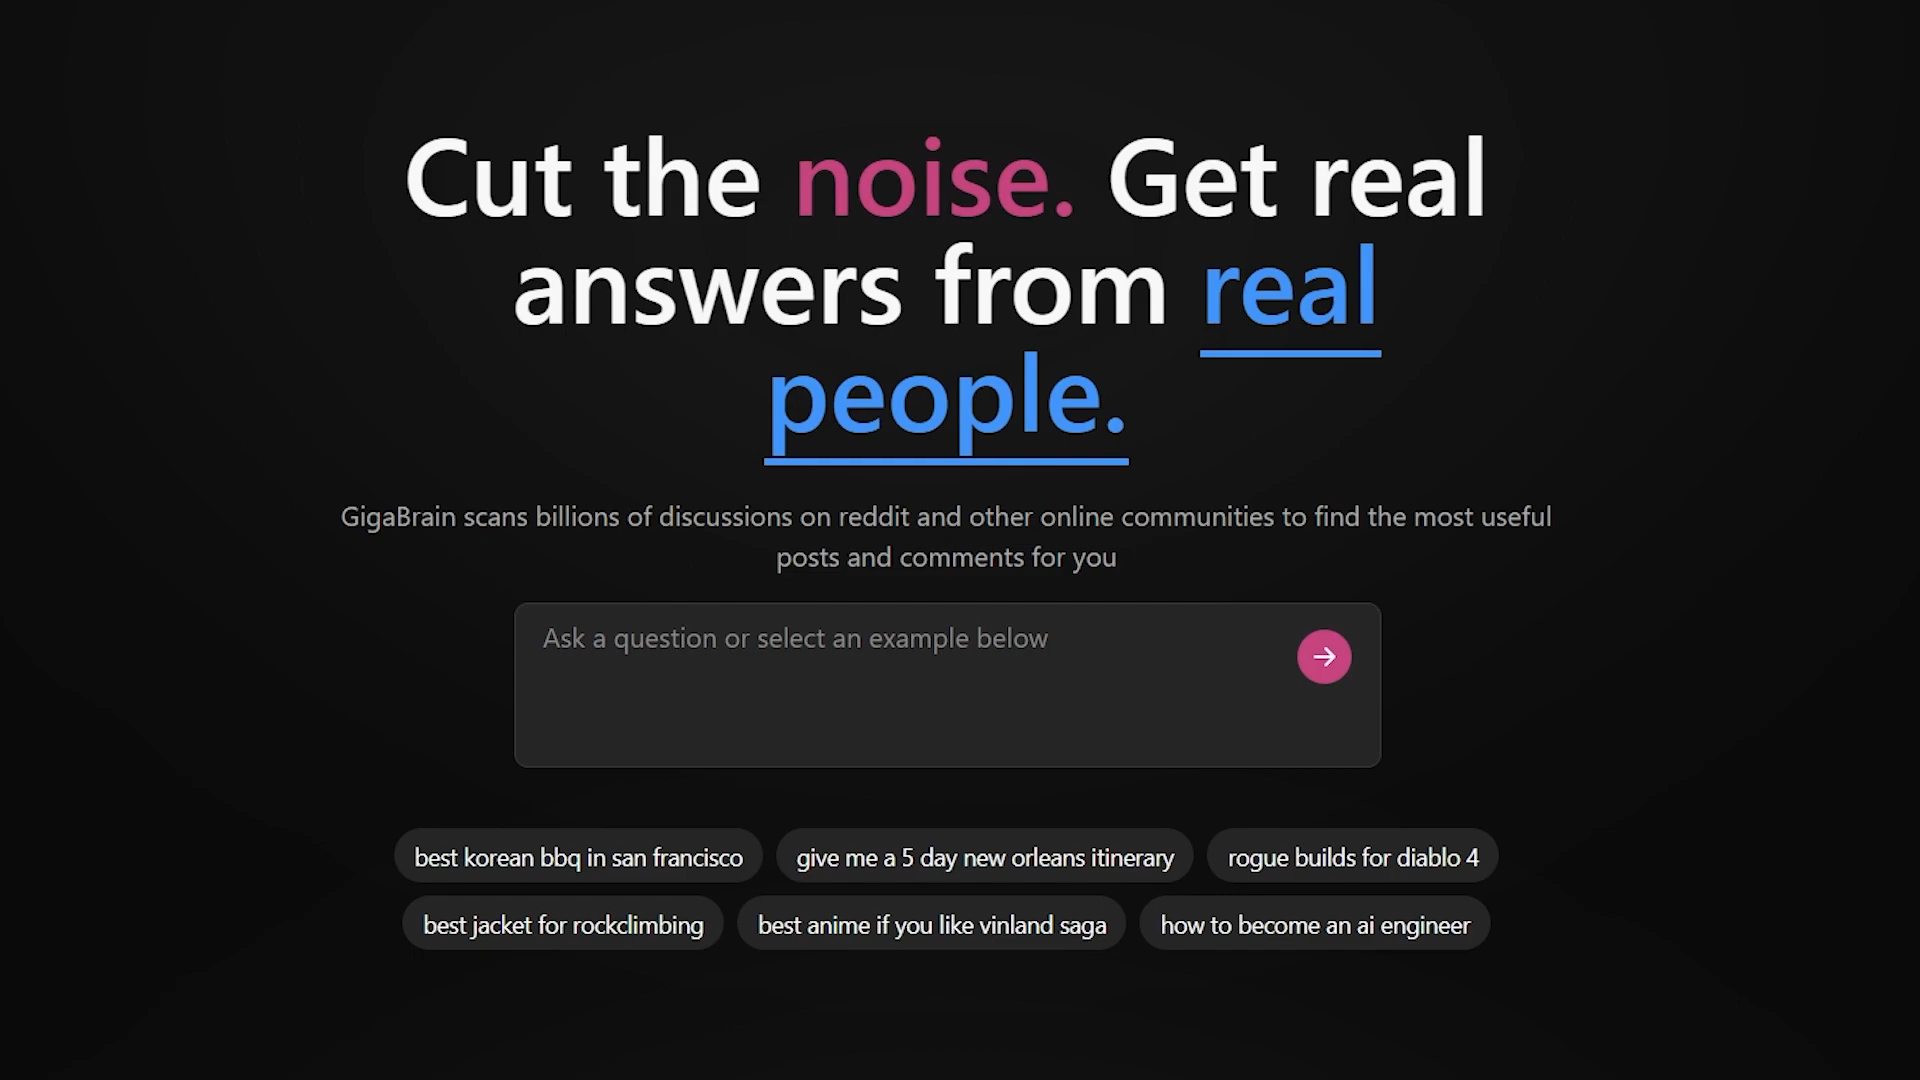 Cut the noise. Get real
answers from real
people.
GigaBrain scans billions of discussions on reddit and other online communities to find the most useful
posts and comments for you
Ask a question or select an example below
best korean bbq in san francisco
give me a 5 day new orleans itinerary
rogue builds for diablo 4
best jacket for rockclimbing
best anime if you like vinland saga
how to become an ai engineer